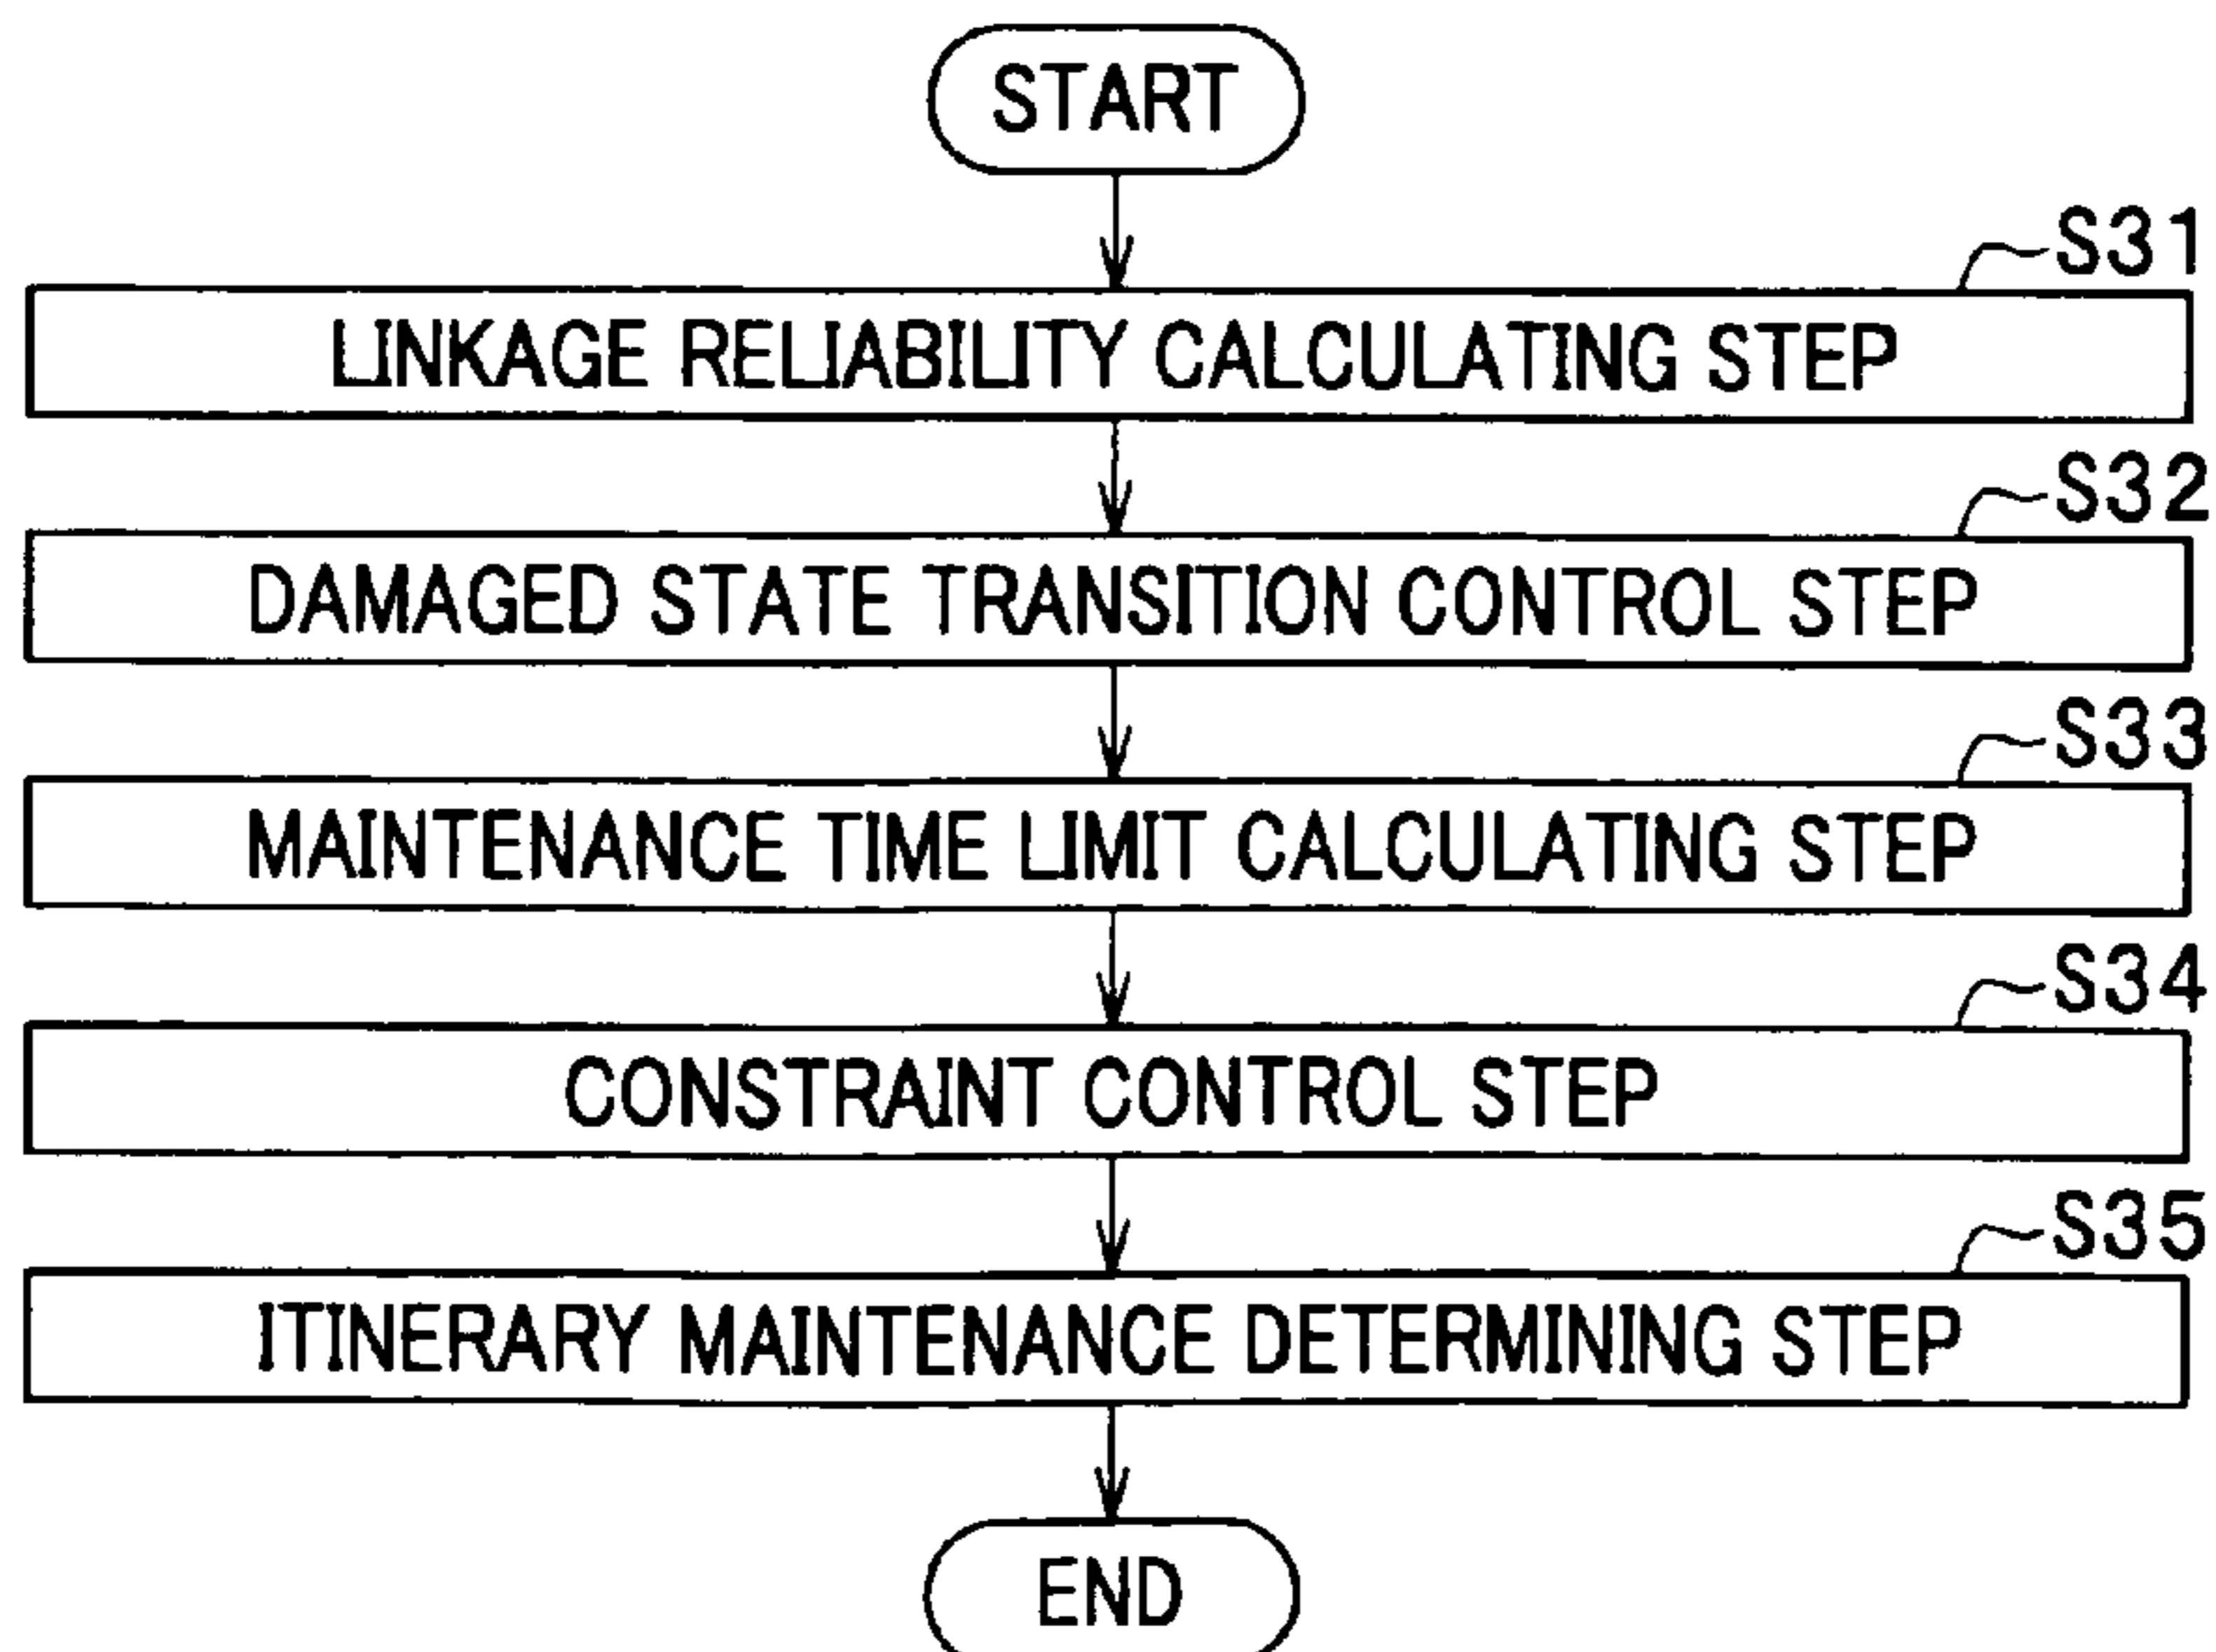 START
S31
LINKAGE RELIABILITY CALCULATING STEP
S32
DAMAGED STATE TRANSITION CONTROL STEP
S33
MAINTENANCE TIME LIMIT CALCULATING STEP
S34
CONSTRAINT CONTROL STEP
S35
ITINERARY MAINTENANCE DETERMINING STEP
END